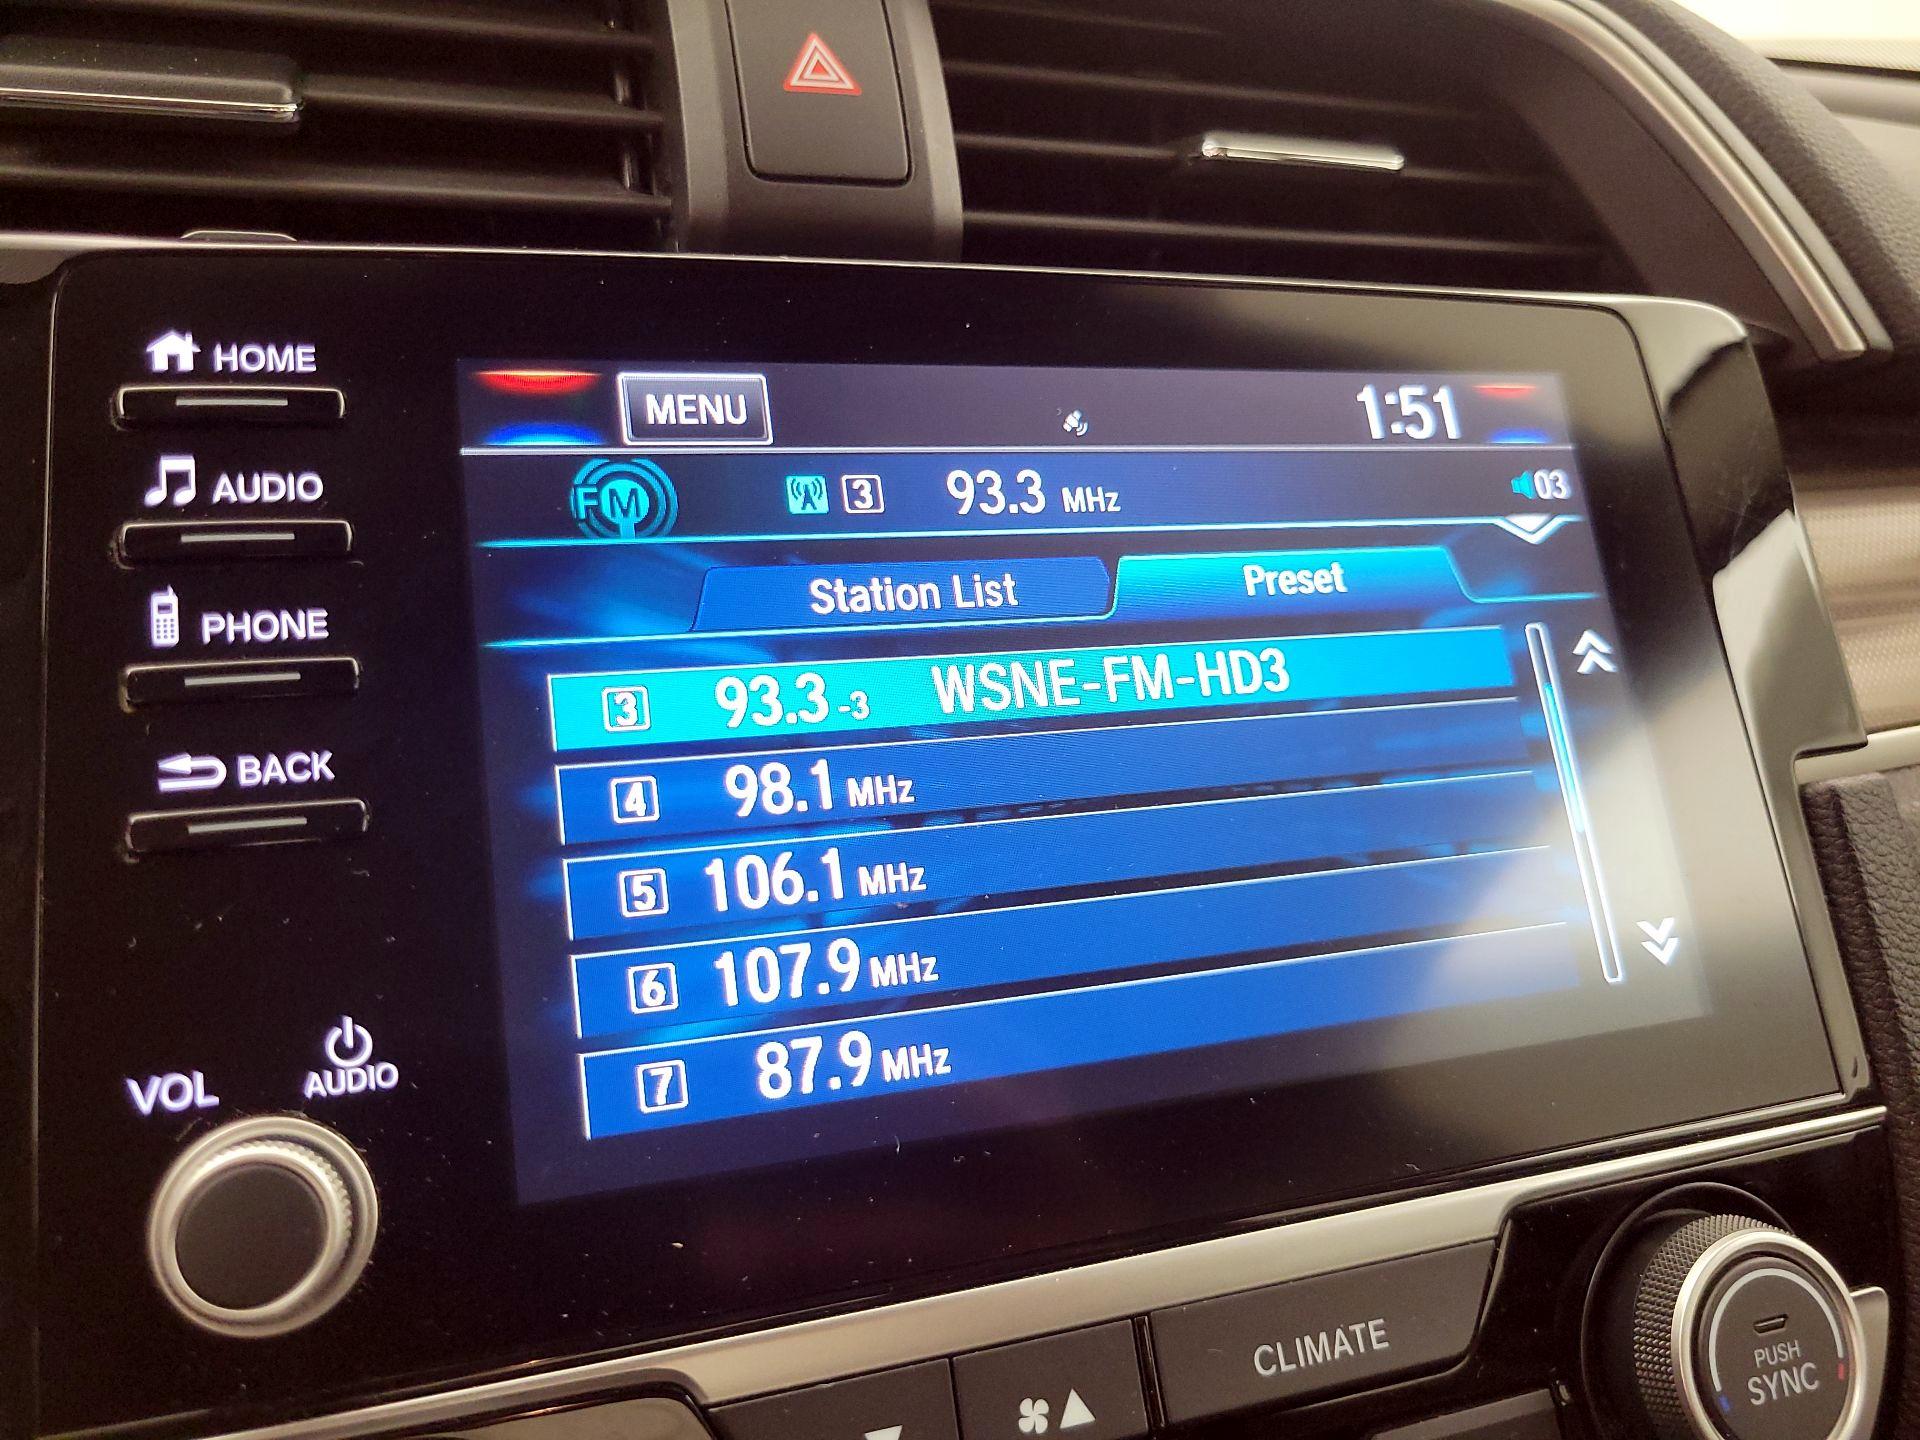 HOME
MENU
1:51
AUDIO
FM
3 93.3 MHz
03
PHONE
Station List
Preset
3 93.3 -3 WSNE-FM-HD3
BACK
4 98.1 MHz
5 106.1 MHz
6 107.9 MHz
7 87.9 MHz
VOL
AUDIO
CLIMATE
PUSH
SYNC